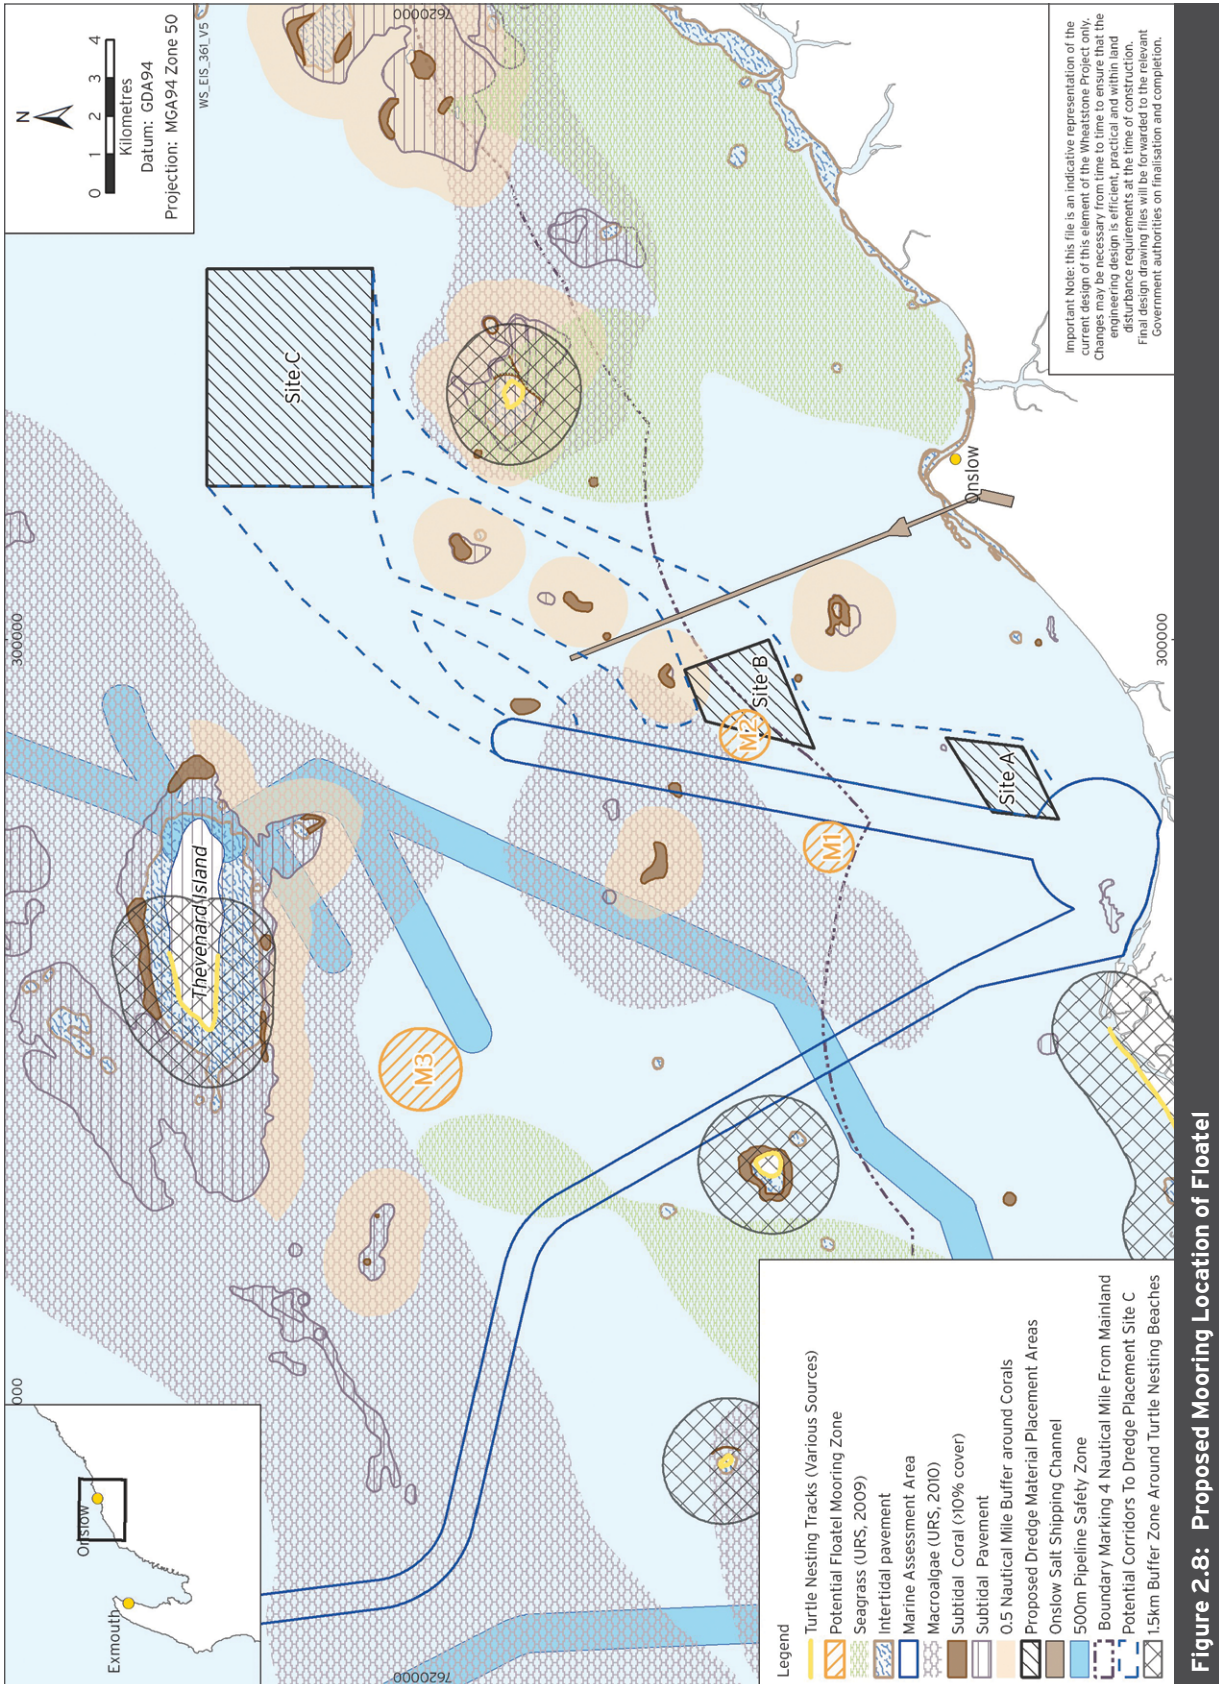 N
0 1 2 3 4
Kilometres
Datum: GDA94
Projection: MGA94 Zone 50
WS_EIS_361_V5
7620000
300000
Site C
Thevenard Island
M3
M2
M1
Site B
Site A
Onslow
300000
Important Note: this file is an indicative representation of the
current design of this element of the Wheatstone Project only.
Changes may be necessary from time to time to ensure that the
engineering design is efficient, practical and within land
disturbance requirements at the time of construction.
Final design drawing files will be forwarded to the relevant
Government authorities on finalisation and completion.
000
Onslow
Exmouth
7620000
Legend
Turtle Nesting Tracks (Various Sources)
Potential Floatel Mooring Zone
Seagrass (URS, 2009)
Intertidal pavement
Marine Assessment Area
Macroalgae (URS, 2010)
Subtidal Coral (>10% cover)
Subtidal Pavement
0.5 Nautical Mile Buffer around Corals
Proposed Dredge Material Placement Areas
Onslow Salt Shipping Channel
500m Pipeline Safety Zone
Boundary Marking 4 Nautical Mile From Mainland
Potential Corridors To Dredge Placement Site C
1.5km Buffer Zone Around Turtle Nesting Beaches
Figure 2.8: Proposed Mooring Location of Floatel